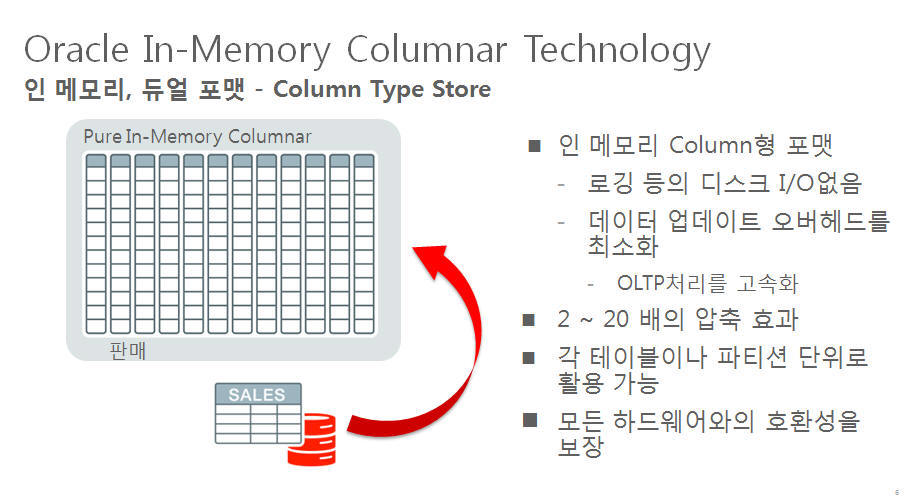 Oracle In-Memory Columnar Technology
인 메모리, 듀얼 포맷 - Column Type Store
Pure In-Memory Columnar
판매
SALES
■ 인 메모리 Column형 포맷
- 로깅 등의 디스크 I/O없음
- 데이터 업데이트 오버헤드를
최소화
- OLTP처리를 고속화
■ 2 ~ 20 배의 압축 효과
■ 각 테이블이나 파티션 단위로
활용 가능
■ 모든 하드웨어와의 호환성을
보장
6